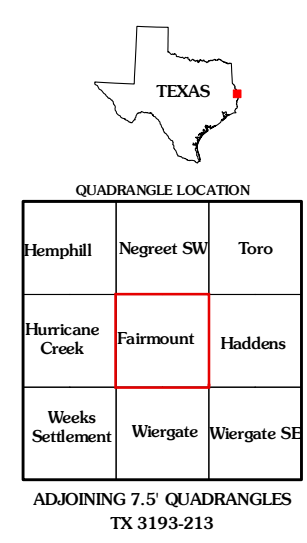 TEXAS
QUADRANGLE LOCATION
Hemphill
Negreet SW
Toro
Hurricane
Creek
Fairmount
Haddens
Weeks
Settlement
Wiergate
Wiergate SE
ADJOINING 7.5' QUADRANGLES
TX 3193-213